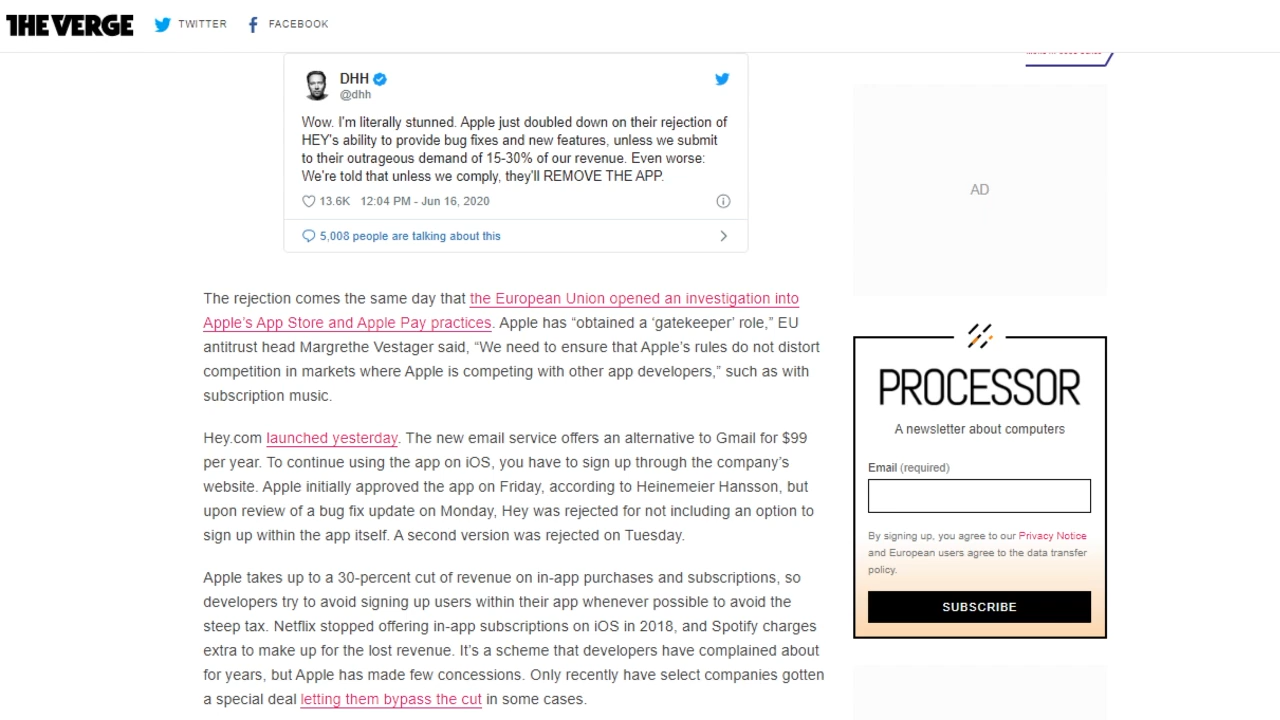 THE VERGE
TWITTER
FACEBOOK
DHH
@dhh
Wow. I'm literally stunned. Apple just doubled down on their rejection of
HEY's ability to provide bug fixes and new features, unless we submit
to their outrageous demand of 15-30% of our revenue. Even worse:
We're told that unless we comply, they'll REMOVE THE APP.
13.6K 12:04 PM - Jun 16, 2020
5,008 people are talking about this
The rejection comes the same day that the European Union opened an investigation into
Apple's App Store and Apple Pay practices. Apple has “obtained a ‘gatekeeper’ role,” EU
antitrust head Margrethe Vestager said, “We need to ensure that Apple's rules do not distort
competition in markets where Apple is competing with other app developers,” such as with
subscription music.
Hey.com launched yesterday. The new email service offers an alternative to Gmail for $99
per year. To continue using the app on iOS, you have to sign up through the company's
website. Apple initially approved the app on Friday, according to Heinemeier Hansson, but
upon review of a bug fix update on Monday, Hey was rejected for not including an option to
sign up within the app itself. A second version was rejected on Tuesday.
Apple takes up to a 30-percent cut of revenue on in-app purchases and subscriptions, so
developers try to avoid signing up users within their app whenever possible to avoid the
steep tax. Netflix stopped offering in-app subscriptions on iOS in 2018, and Spotify charges
extra to make up for the lost revenue. It's a scheme that developers have complained about
for years, but Apple has made few concessions. Only recently have select companies gotten
a special deal letting them bypass the cut in some cases.
AD
PROCESSOR
A newsletter about computers
Email (required)
By signing up, you agree to our Privacy Notice
and European users agree to the data transfer
policy.
SUBSCRIBE